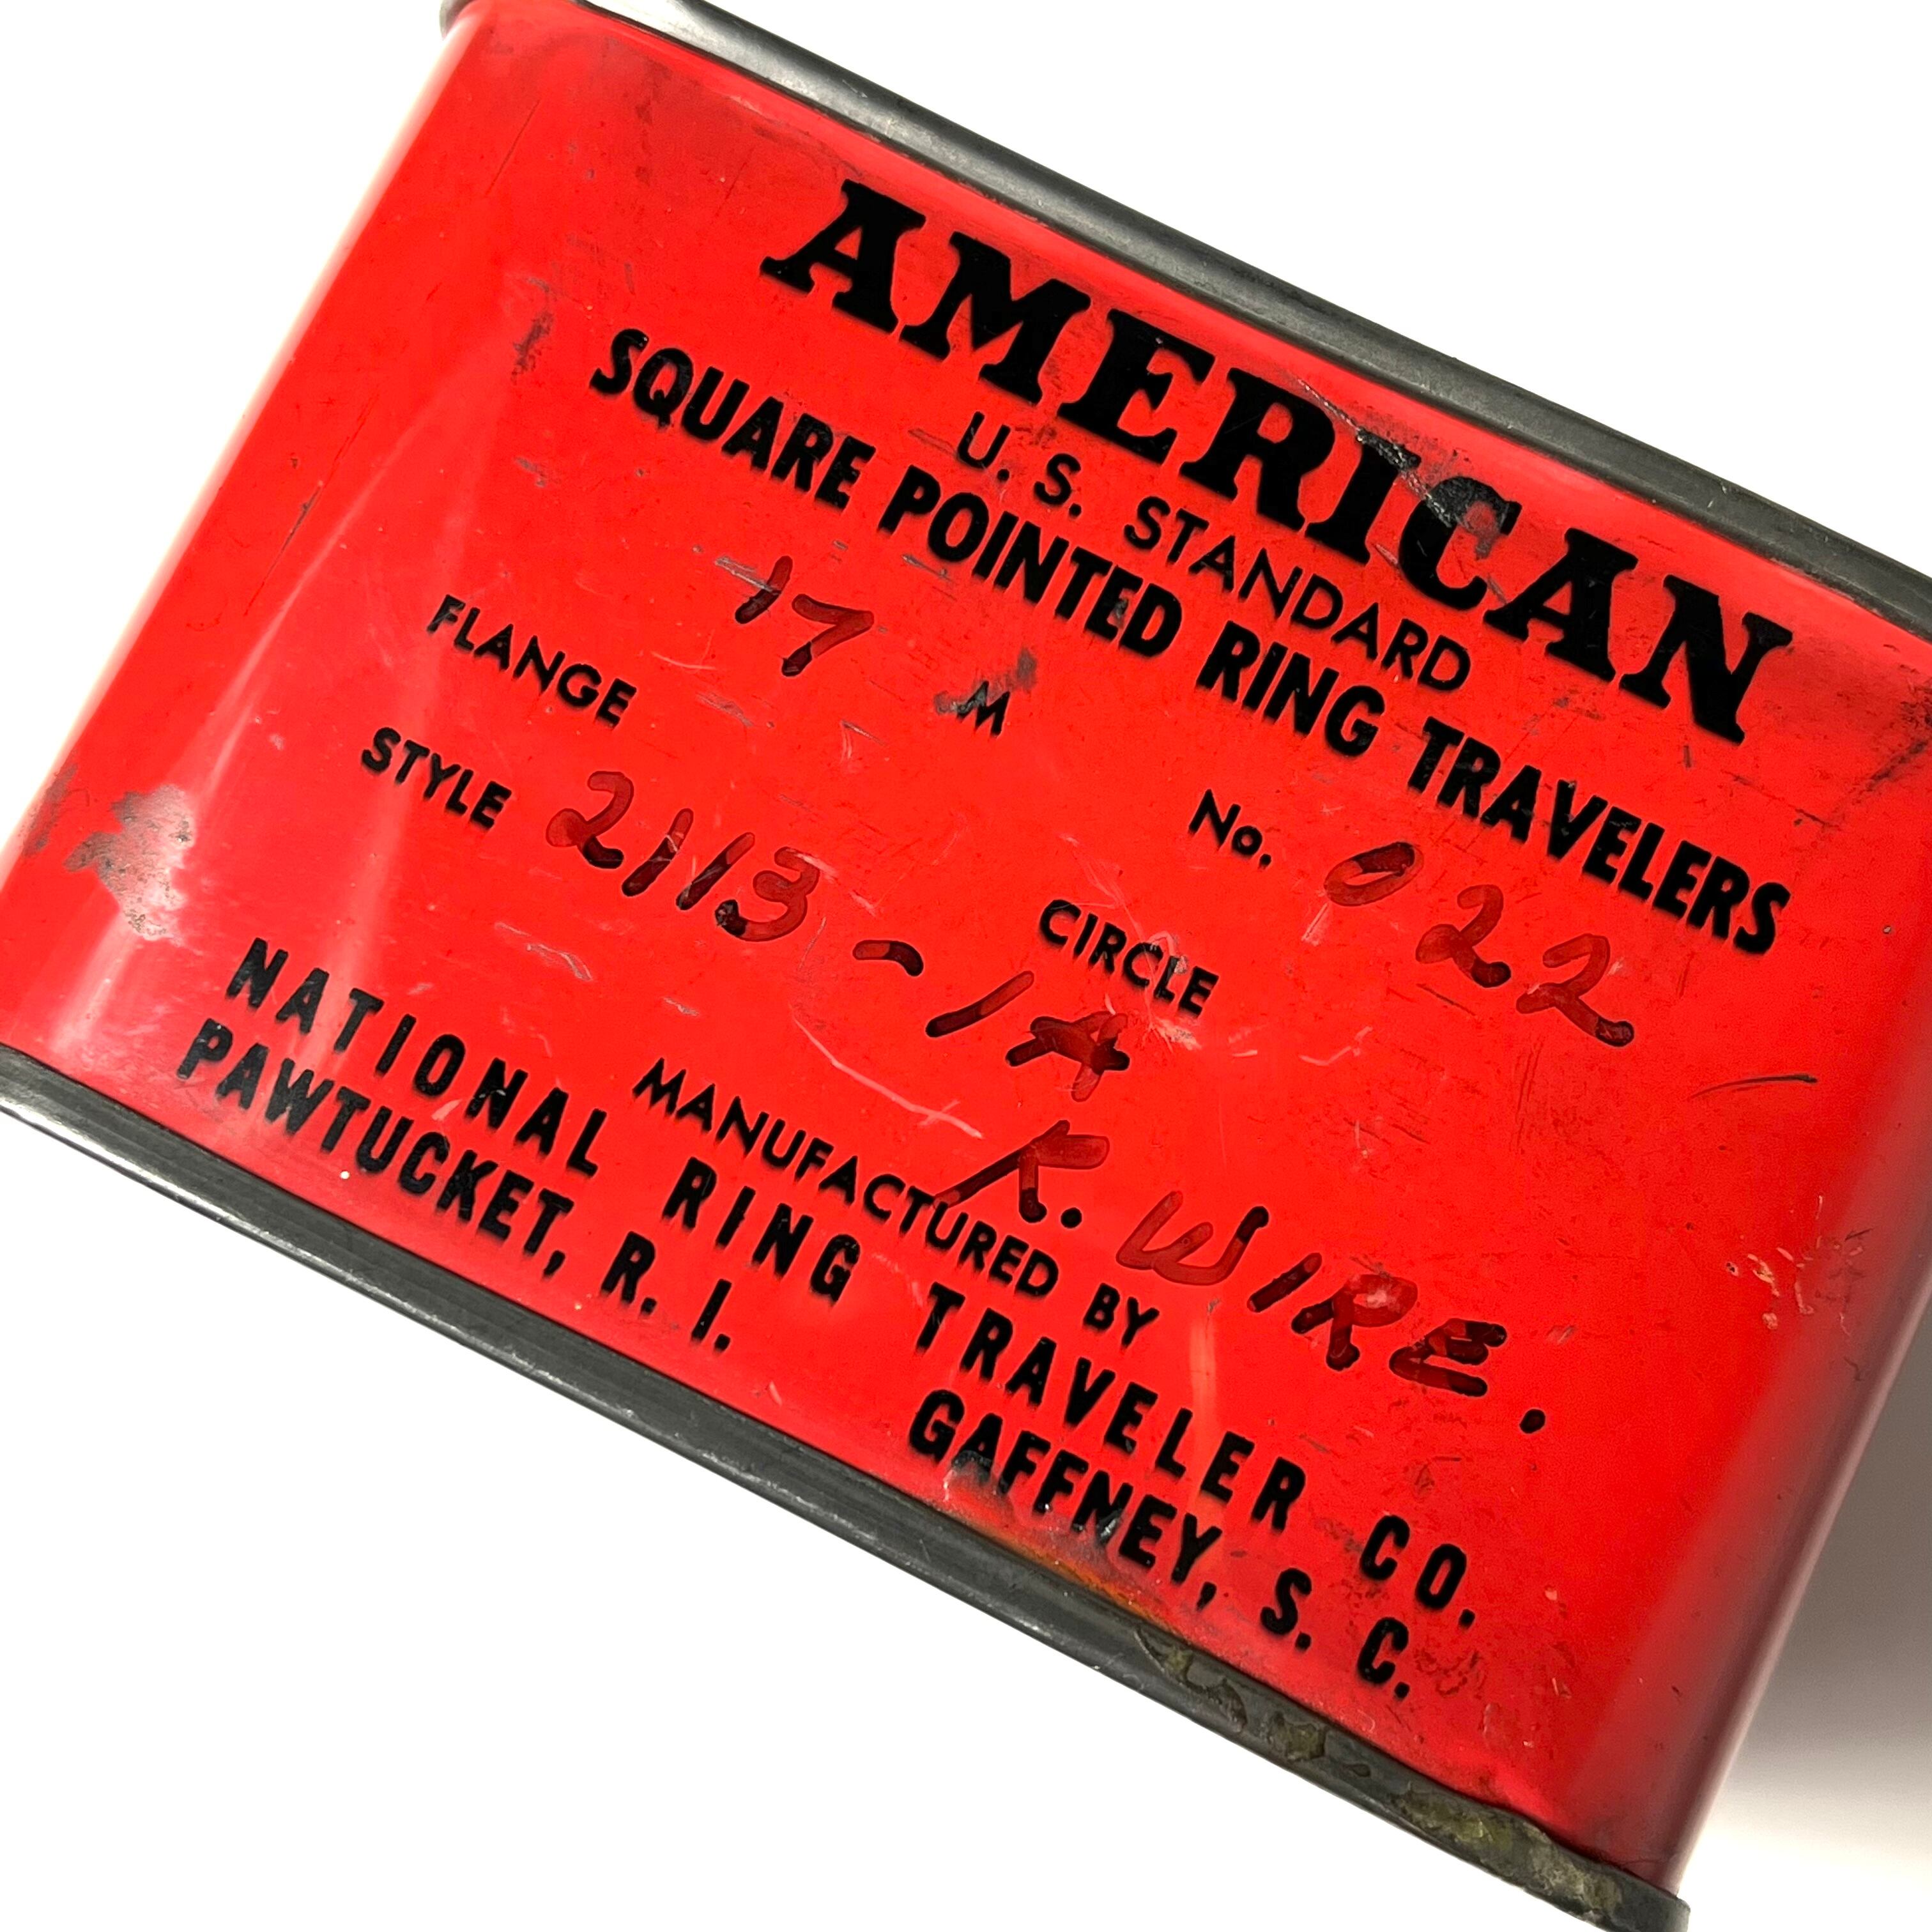 AMERICAN
U. S. STANDARD
SQUARE POINTED RING TRAVELERS
FLANGE 17 M No. 022
STYLE 2113-1A CIRCLE
K. WIRE.
MANUFACTURED BY
NATIONAL RING TRAVELER CO.
PAWTUCKET, R. I. GAFFNEY, S. C.